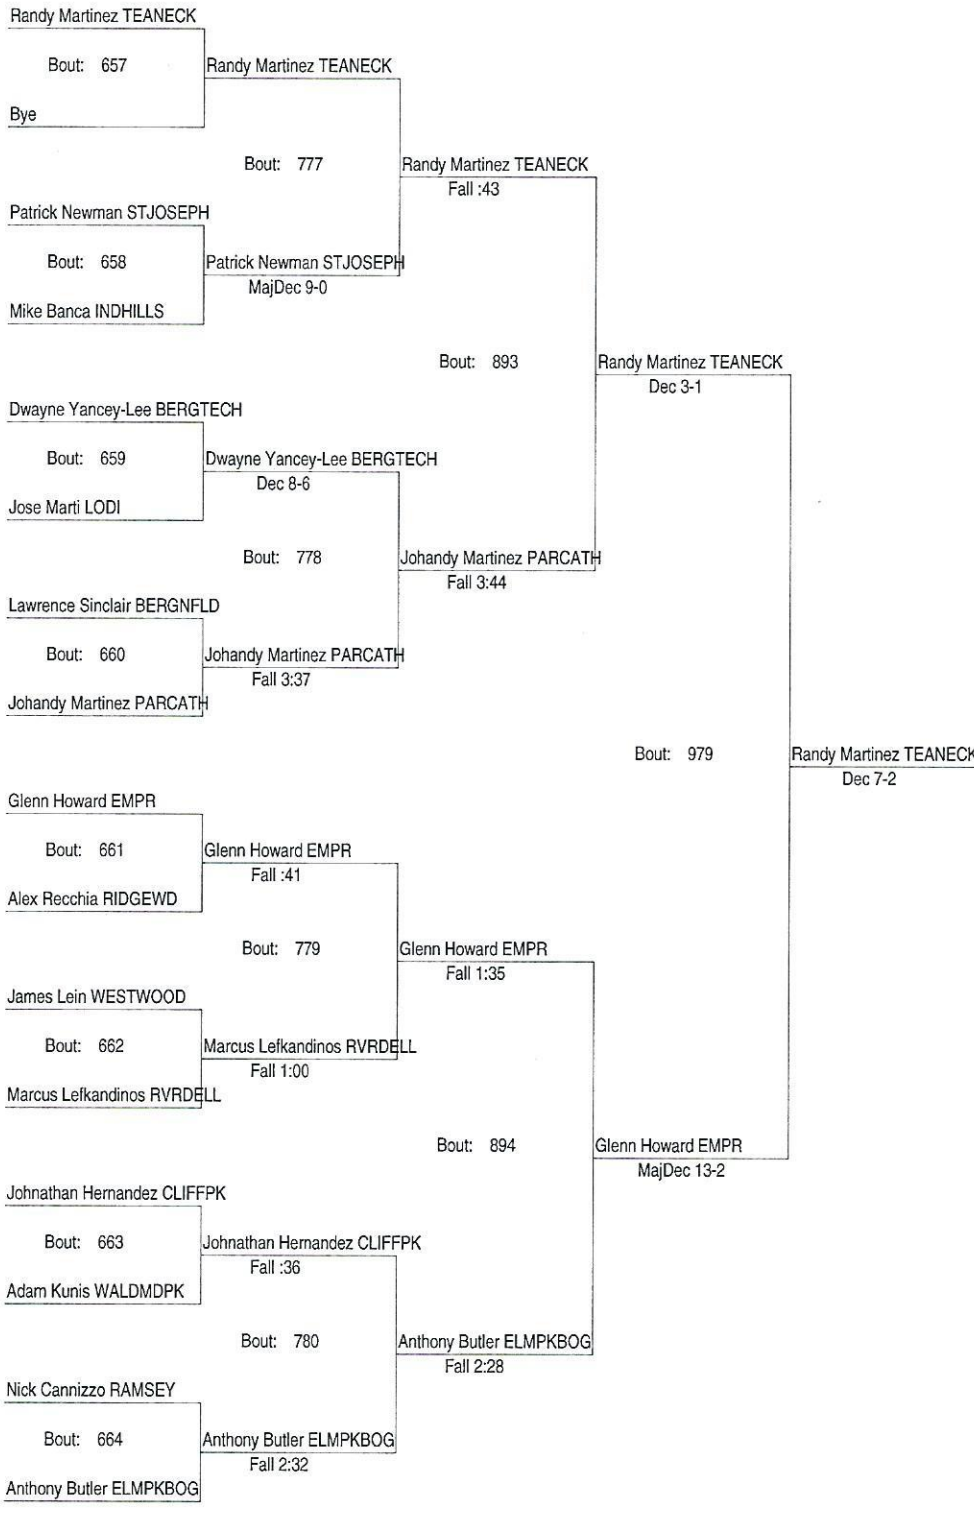 Randy Martinez TEANECK
Bout: 657
Randy Martinez TEANECK
Bye
Bout: 777
Randy Martinez TEANECK
Fall :43
Patrick Newman STJOSEPH
Bout: 658
Patrick Newman STJOSEPH
MajDec 9-0
Mike Banca INDHILLS
Bout: 893
Randy Martinez TEANECK
Dec 3-1
Dwayne Yancey-Lee BERGTECH
Bout: 659
Dwayne Yancey-Lee BERGTECH
Dec 8-6
Jose Marti LODI
Bout: 778
Johandy Martinez PARCATH
Fall 3:44
Lawrence Sinclair BERGNFLD
Bout: 660
Johandy Martinez PARCATH
Fall 3:37
Johandy Martinez PARCATH
Bout: 979
Randy Martinez TEANECK
Dec 7-2
Glenn Howard EMPR
Bout: 661
Glenn Howard EMPR
Fall :41
Alex Recchia RIDGEWD
Bout: 779
Glenn Howard EMPR
Fall 1:35
James Lein WESTWOOD
Bout: 662
Marcus Lefkandinos RVRDELL
Fall 1:00
Marcus Lefkandinos RVRDELL
Bout: 894
Glenn Howard EMPR
MajDec 13-2
Johnathan Hernandez CLIFFPK
Bout: 663
Johnathan Hernandez CLIFFPK
Fall :36
Adam Kunis WALDMDPK
Bout: 780
Anthony Butler ELMPKBOG
Fall 2:28
Nick Cannizzo RAMSEY
Bout: 664
Anthony Butler ELMPKBOG
Fall 2:32
Anthony Butler ELMPKBOG